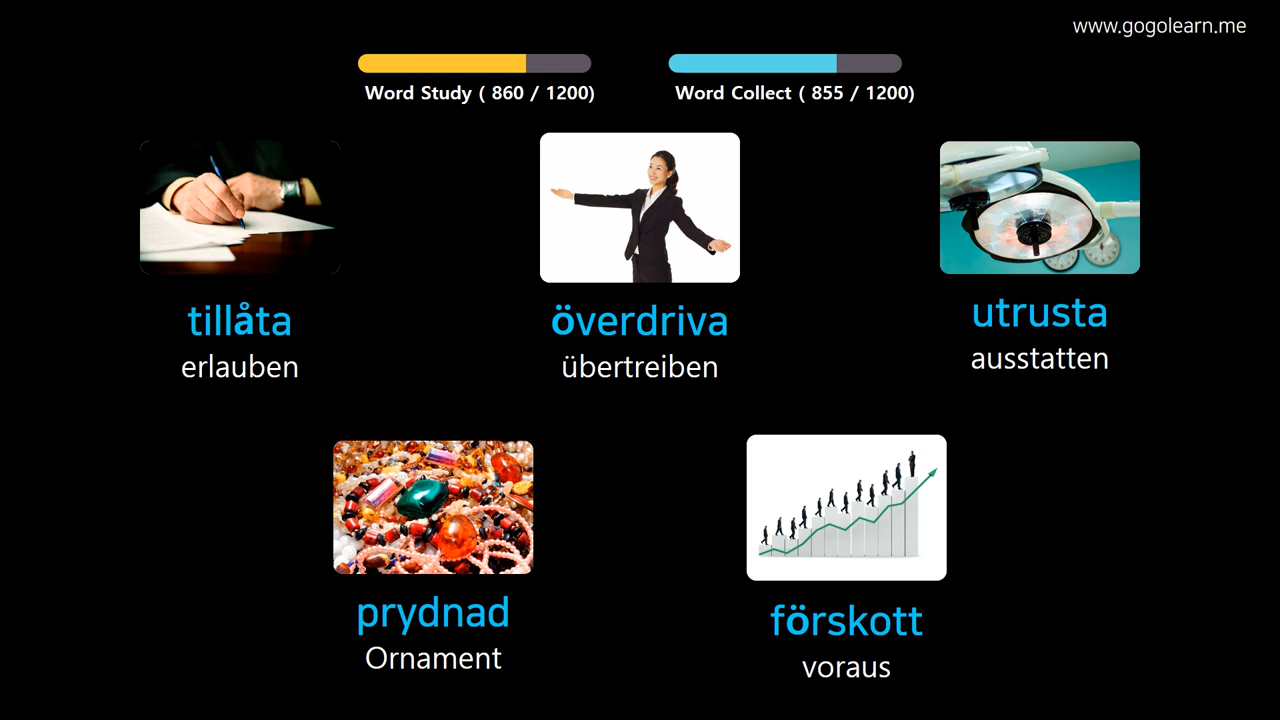 www.gogolearn.me
Word Study ( 860 / 1200)
Word Collect ( 855 / 1200)
tillåta
erlauben
överdriva
übertreiben
utrusta
ausstatten
prydnad
Ornament
förskott
voraus